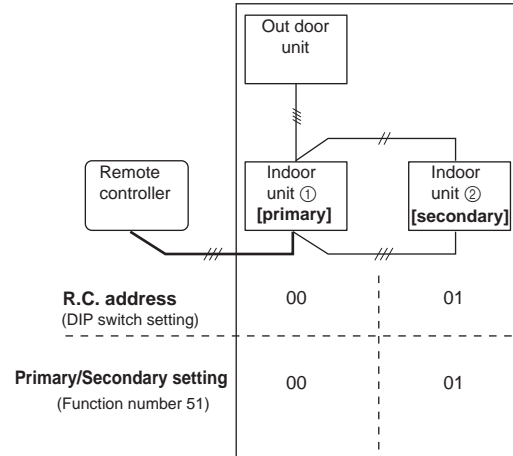 Out door
unit
Remote
controller
Indoor
unit ①
[primary]
Indoor
unit ②
[secondary]
R.C. address
(DIP switch setting)
00
01
Primary/Secondary setting
(Function number 51)
00
01